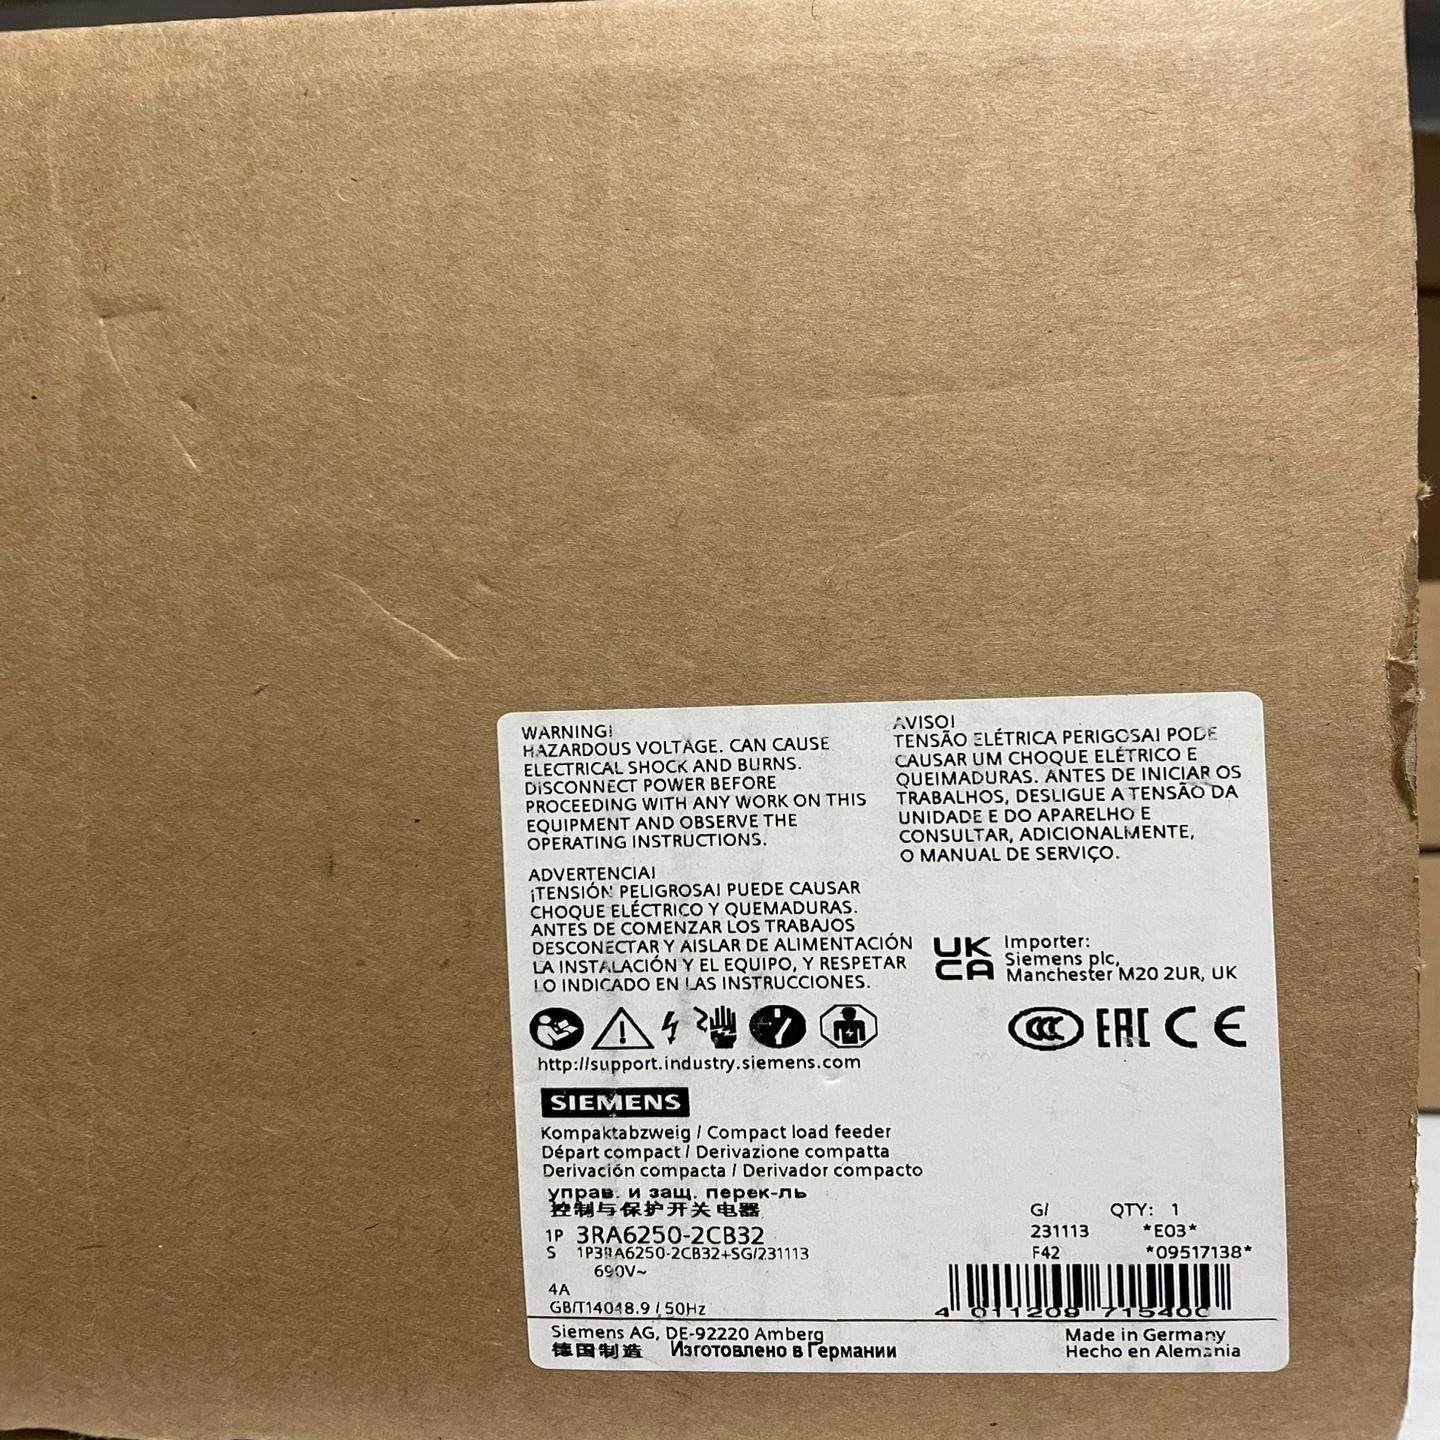 WARNING!
HAZARDOUS VOLTAGE. CAN CAUSE
ELECTRICAL SHOCK AND BURNS.
DISCONNECT POWER BEFORE
PROCEEDING WITH ANY WORK ON THIS
EQUIPMENT AND OBSERVE THE
OPERATING INSTRUCTIONS.
AVISO!
TENSÃO ELÉTRICA PERIGOSA! PODE
CAUSAR UM CHOQUE ELÉTRICO E
QUEIMADURAS. ANTES DE INICIAR OS
TRABALHOS, DESLIGUE A TENSÃO DA
UNIDADE E DO APARELHO E
CONSULTAR, ADICIONALMENTE,
O MANUAL DE SERVIÇO.
ADVERTENCIA!
¡TENSIÓN PELIGROSA! PUEDE CAUSAR
CHOQUE ELÉCTRICO Y QUEMADURAS.
ANTES DE COMENZAR LOS TRABAJOS
DESCONECTAR Y AISLAR DE ALIMENTACIÓN
LA INSTALACIÓN Y EL EQUIPO, Y RESPETAR
LO INDICADO EN LAS INSTRUCCIONES.
UK
CA
Importer:
Siemens plc,
Manchester M20 2UR, UK
CCC EAC CE
http://support.industry.siemens.com
SIEMENS
Kompaktabzweig / Compact load feeder
Départ compact / Derivazione compatta
Derivación compacta / Derivador compacto
управ. и защ. перек-ль
控制与保护开关电器
1P 3RA6250-2CB32
S 1P3RA6250-2CB32+SG/231113
690V~
4A
GB/T14048.9 / 50Hz
G/ QTY: 1
231113 *E03*
F42 *09517138*
4 011209 715400
Siemens AG, DE-92220 Amberg
德国制造 Изготовлено в Германии
Made in Germany
Hecho en Alemania